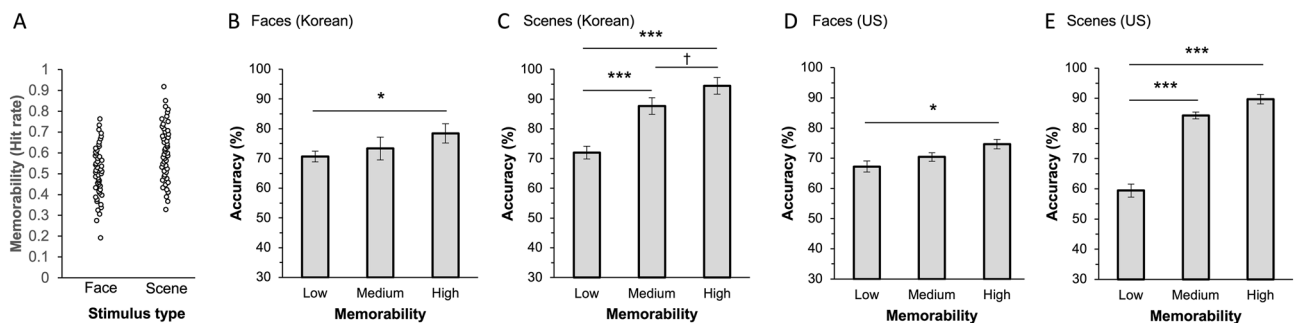 A
Memorability (Hit rate)
1
0.9
0.8
0.7
0.6
0.5
0.4
0.3
0.2
0.1
0
Face Scene
Stimulus type
B Faces (Korean)
Accuracy (%)
100
90
80
70
60
50
40
30
*
Low Medium High
Memorability
C Scenes (Korean)
Accuracy (%)
100
90
80
70
60
50
40
30
***
*** †
Low Medium High
Memorability
D Faces (US)
Accuracy (%)
100
90
80
70
60
50
40
30
*
Low Medium High
Memorability
E Scenes (US)
Accuracy (%)
100
90
80
70
60
50
40
30
***
***
Low Medium High
Memorability